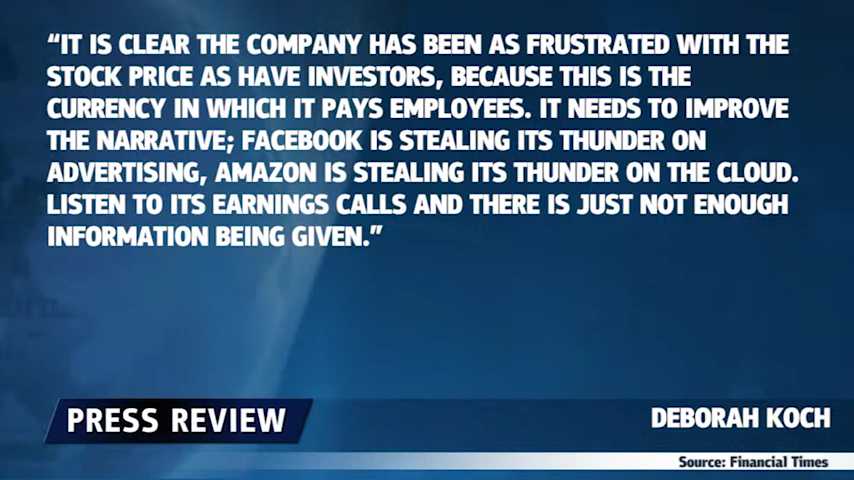 “IT IS CLEAR THE COMPANY HAS BEEN AS FRUSTRATED WITH THE
STOCK PRICE AS HAVE INVESTORS, BECAUSE THIS IS THE
CURRENCY IN WHICH IT PAYS EMPLOYEES. IT NEEDS TO IMPROVE
THE NARRATIVE; FACEBOOK IS STEALING ITS THUNDER ON
ADVERTISING, AMAZON IS STEALING ITS THUNDER ON THE CLOUD.
LISTEN TO ITS EARNINGS CALLS AND THERE IS JUST NOT ENOUGH
INFORMATION BEING GIVEN.”
PRESS REVIEW
DEBORAH KOCH
Source: Financial Times